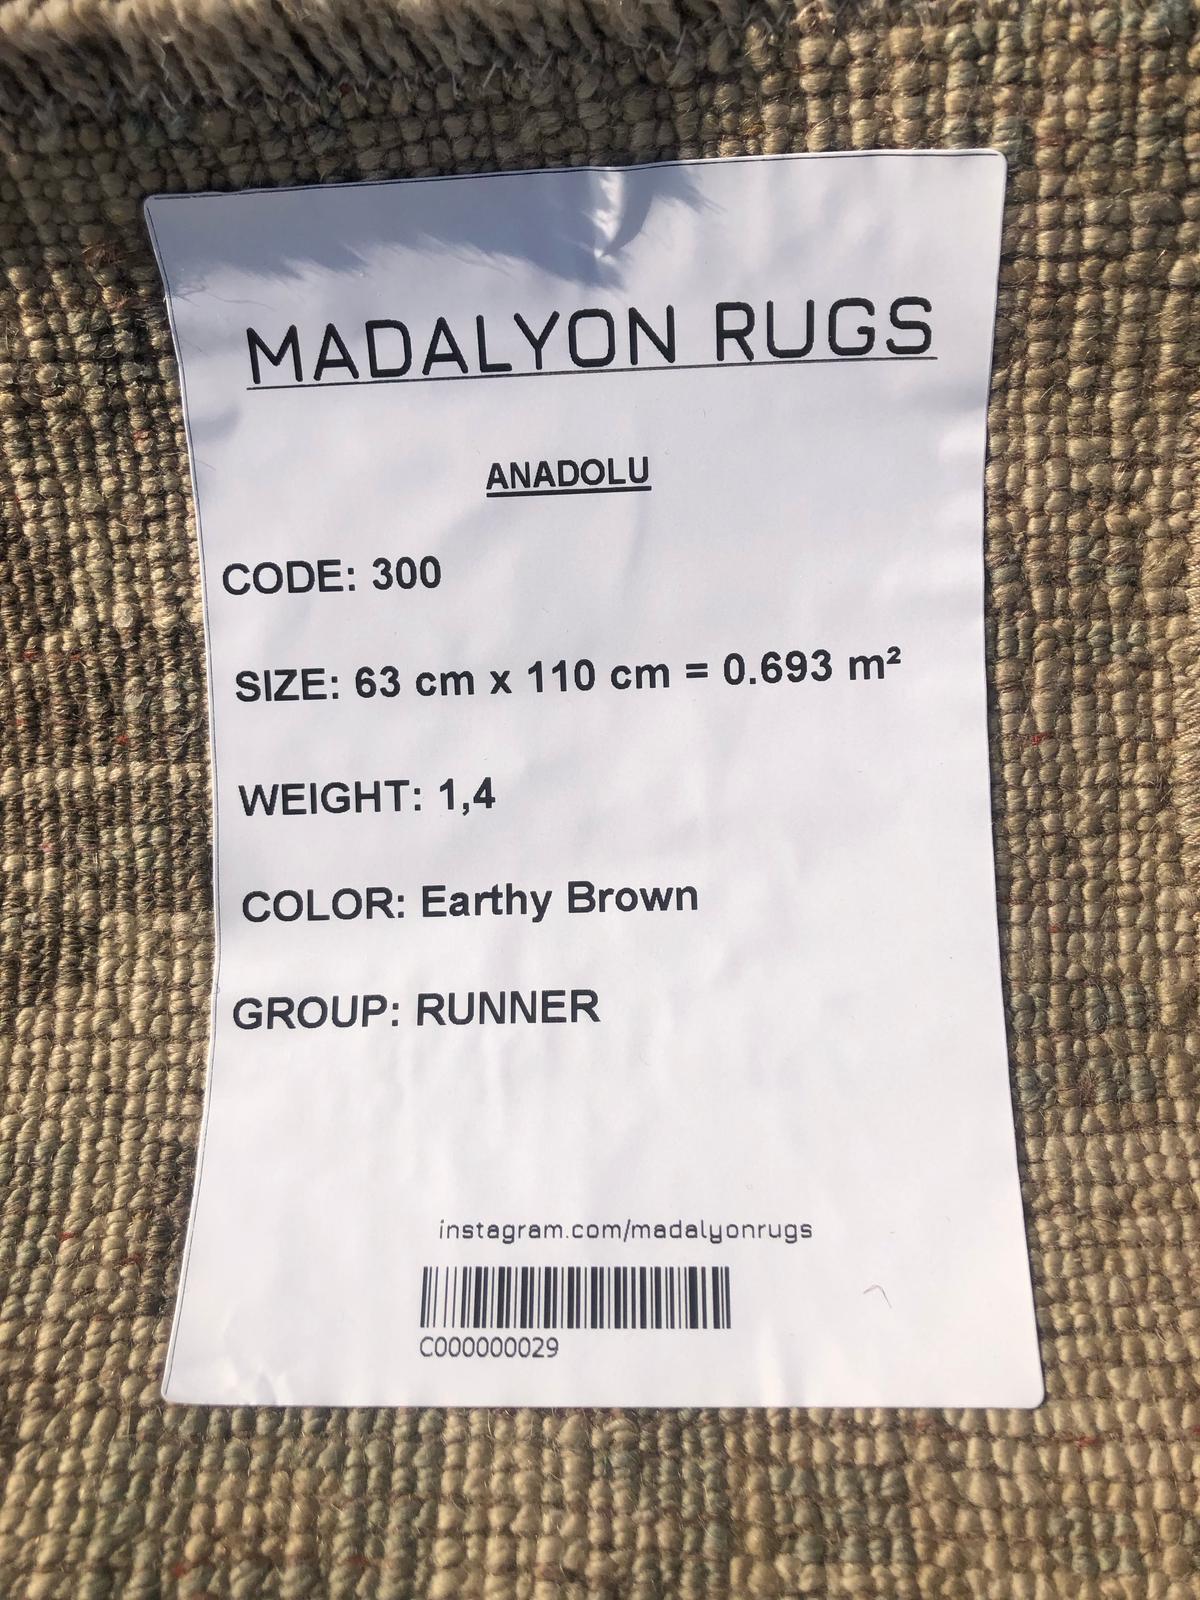 MADALYON RUGS
ANADOLU
CODE: 300
SIZE: 63 cm x 110 cm = 0.693 m²
WEIGHT: 1,4
COLOR: Earthy Brown
GROUP: RUNNER
instagram.com/madalyonrugs
C000000029